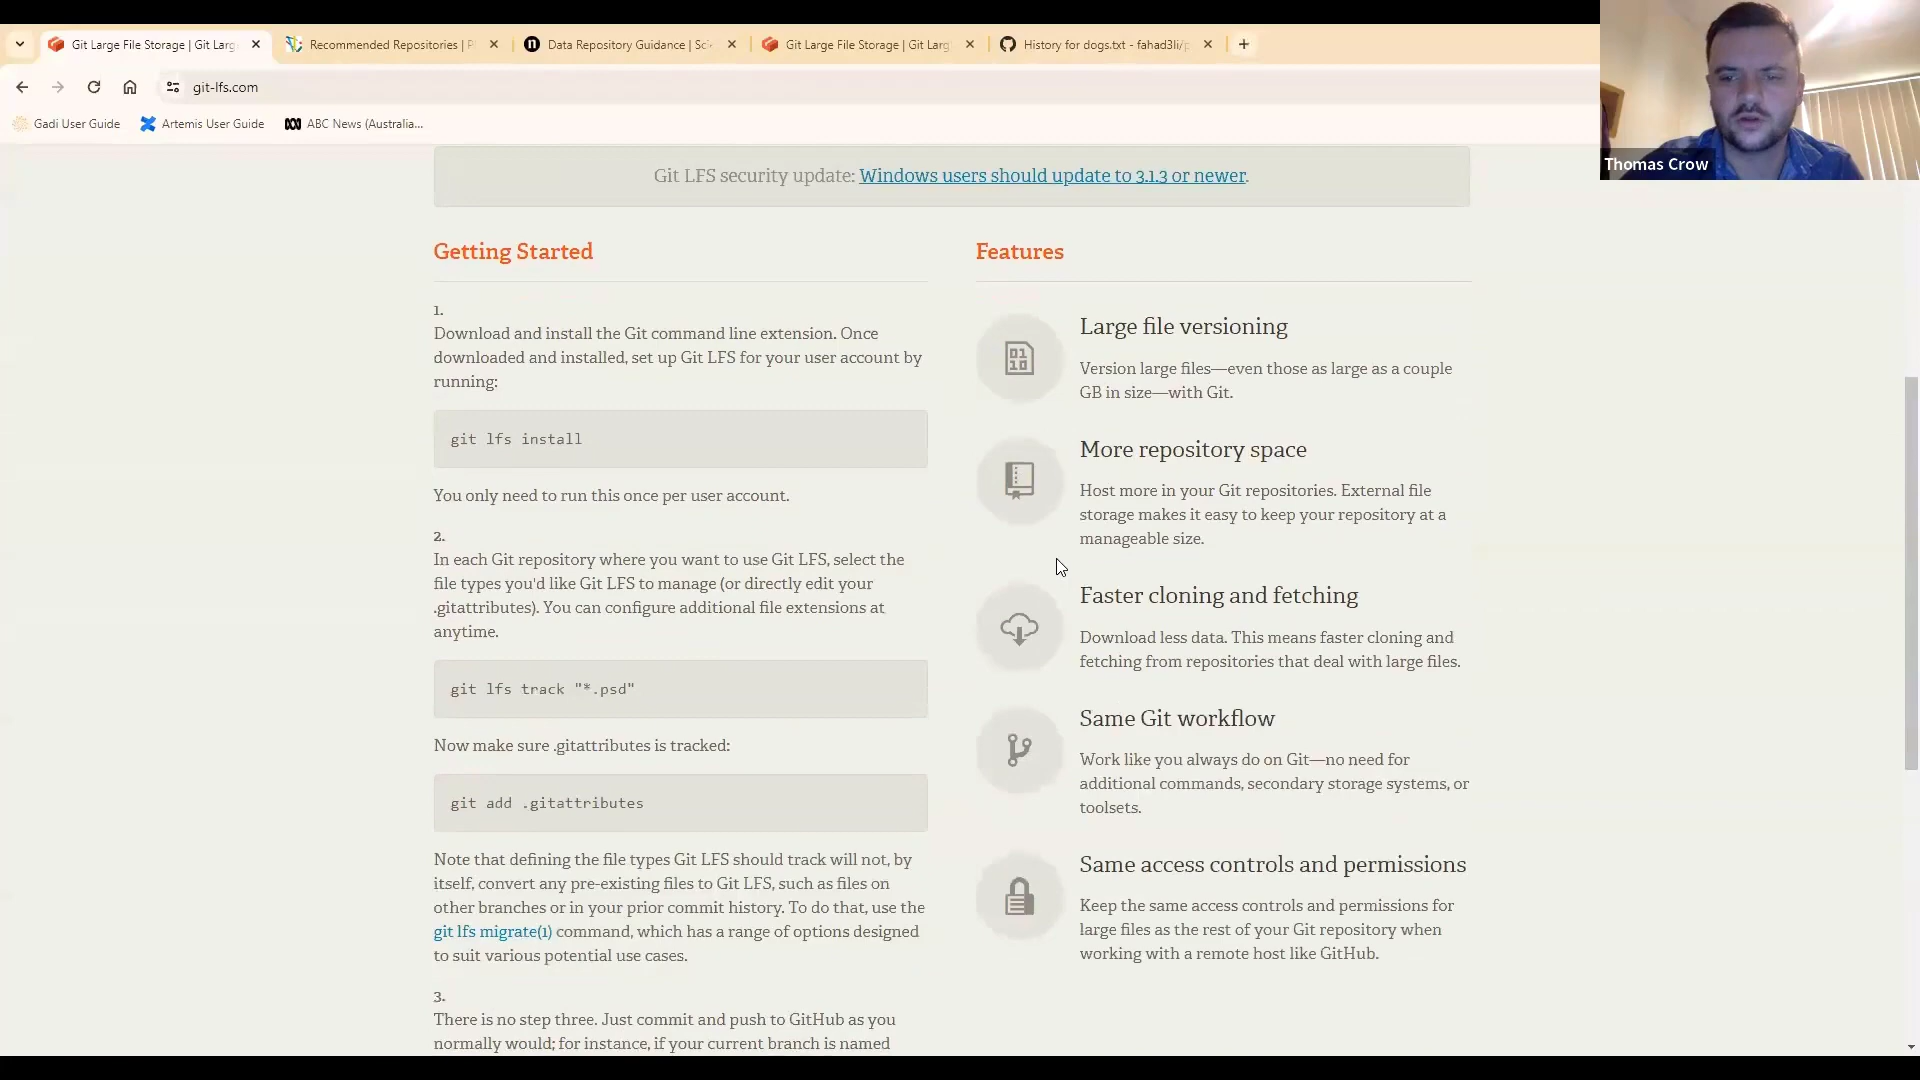 Git Large File Storage | Git Larg
Recommended Repositories | P
Data Repository Guidance | Sci
Git Large File Storage | Git Larg
History for dogs.txt - fahad3li/p
git-lfs.com
Gadi User Guide
Artemis User Guide
ABC News (Australia...
Thomas Crow
Git LFS security update: Windows users should update to 3.1.3 or newer.
Getting Started
1.
Download and install the Git command line extension. Once
downloaded and installed, set up Git LFS for your user account by
running:
git lfs install
You only need to run this once per user account.
2.
In each Git repository where you want to use Git LFS, select the
file types you'd like Git LFS to manage (or directly edit your
.gitattributes). You can configure additional file extensions at
anytime.
git lfs track "*.psd"
Now make sure .gitattributes is tracked:
git add .gitattributes
Note that defining the file types Git LFS should track will not, by
itself, convert any pre-existing files to Git LFS, such as files on
other branches or in your prior commit history. To do that, use the
git lfs migrate(1) command, which has a range of options designed
to suit various potential use cases.
3.
There is no step three. Just commit and push to GitHub as you
normally would; for instance, if your current branch is named
Features
Large file versioning
Version large files—even those as large as a couple
GB in size—with Git.
More repository space
Host more in your Git repositories. External file
storage makes it easy to keep your repository at a
manageable size.
Faster cloning and fetching
Download less data. This means faster cloning and
fetching from repositories that deal with large files.
Same Git workflow
Work like you always do on Git—no need for
additional commands, secondary storage systems, or
toolsets.
Same access controls and permissions
Keep the same access controls and permissions for
large files as the rest of your Git repository when
working with a remote host like GitHub.